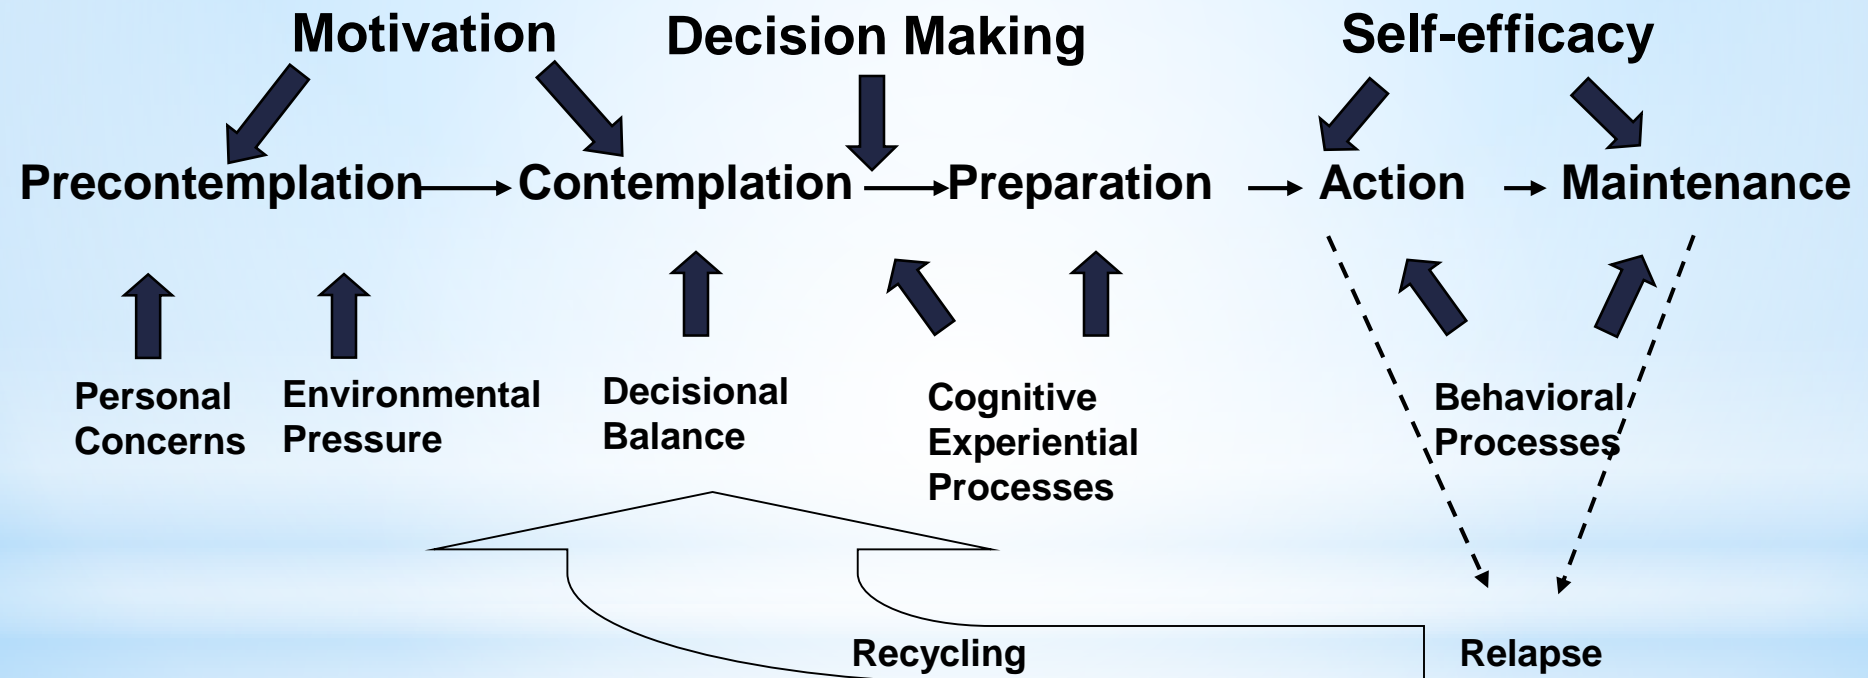 Motivation
Decision Making
Self-efficacy
Precontemplation
Contemplation
Preparation
Action
Maintenance
Personal
Concerns
Environmental
Pressure
Decisional
Balance
Cognitive
Experiential
Processes
Behavioral
Processes
Recycling
Relapse